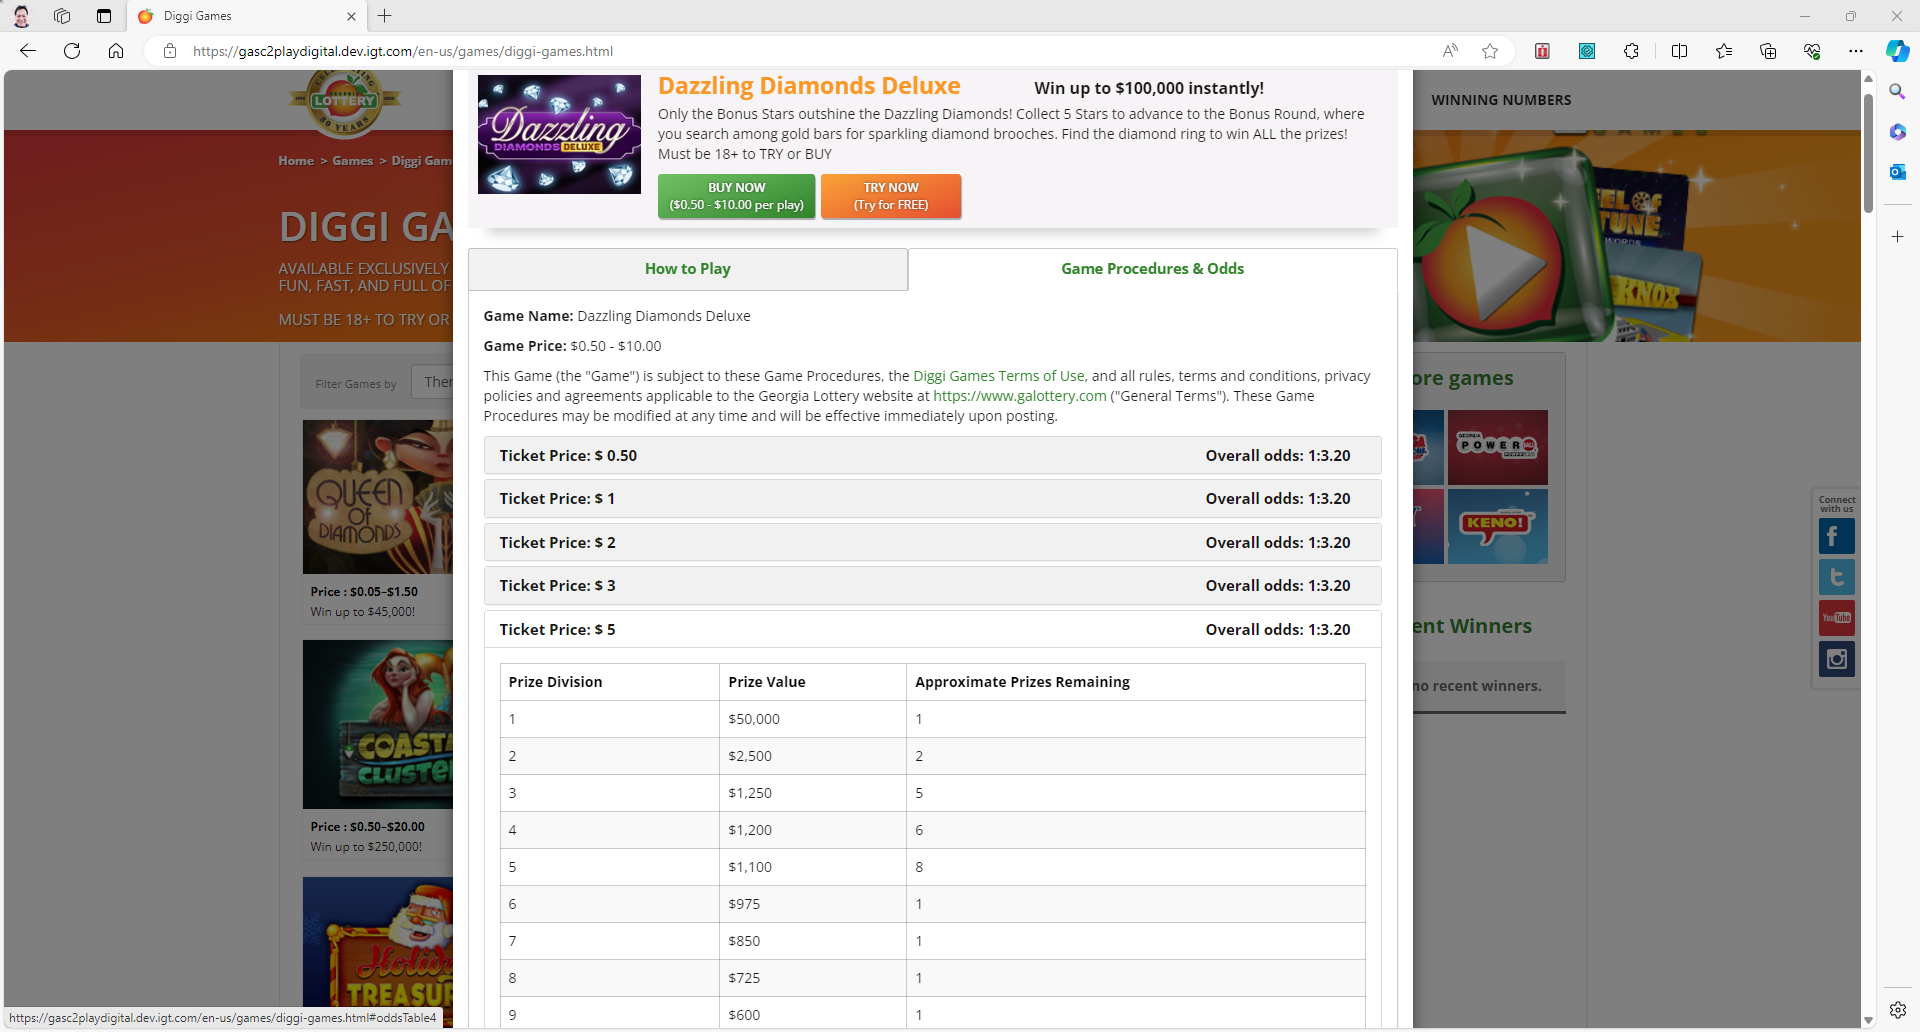 Diggi Games
https://gasc2playdigital.dev.igt.com/en-us/games/diggi-games.html
LOTTERY
YEARS
WINNING NUMBERS
Home > Games > Diggi Gam
DIGGI GA
AVAILABLE EXCLUSIVELY
FUN, FAST, AND FULL OF
MUST BE 18+ TO TRY OR
Filter Games by
Ther
QUEEN
OF
DIAMONDS
Price : $0.05–$1.50
Win up to $45,000!
COASTA
CLUSTE
Price : $0.50–$20.00
Win up to $250,000!
Holid
TREASU
Dazzling
DIAMONDS DELUXE
Dazzling Diamonds Deluxe
Win up to $100,000 instantly!
Only the Bonus Stars outshine the Dazzling Diamonds! Collect 5 Stars to advance to the Bonus Round, where
you search among gold bars for sparkling diamond brooches. Find the diamond ring to win ALL the prizes!
Must be 18+ to TRY or BUY
BUY NOW
($0.50 - $10.00 per play)
TRY NOW
(Try for FREE)
How to Play
Game Procedures & Odds
Game Name: Dazzling Diamonds Deluxe
Game Price: $0.50 - $10.00
This Game (the "Game") is subject to these Game Procedures, the Diggi Games Terms of Use, and all rules, terms and conditions, privacy
policies and agreements applicable to the Georgia Lottery website at https://www.galottery.com ("General Terms"). These Game
Procedures may be modified at any time and will be effective immediately upon posting.
Ticket Price: $ 0.50 Overall odds: 1:3.20
Ticket Price: $ 1 Overall odds: 1:3.20
Ticket Price: $ 2 Overall odds: 1:3.20
Ticket Price: $ 3 Overall odds: 1:3.20
Ticket Price: $ 5 Overall odds: 1:3.20
Prize Division Prize Value Approximate Prizes Remaining
1 $50,000 1
2 $2,500 2
3 $1,250 5
4 $1,200 6
5 $1,100 8
6 $975 1
7 $850 1
8 $725 1
9 $600 1
GAMES
EL OF
TUNE
WORDS
KNOX
ore games
GEORGIA
POWERBALL
KENO!
ent Winners
no recent winners.
Connect
with us
f
t
YouTube
https://gasc2playdigital.dev.igt.com/en-us/games/diggi-games.html#oddsTable4